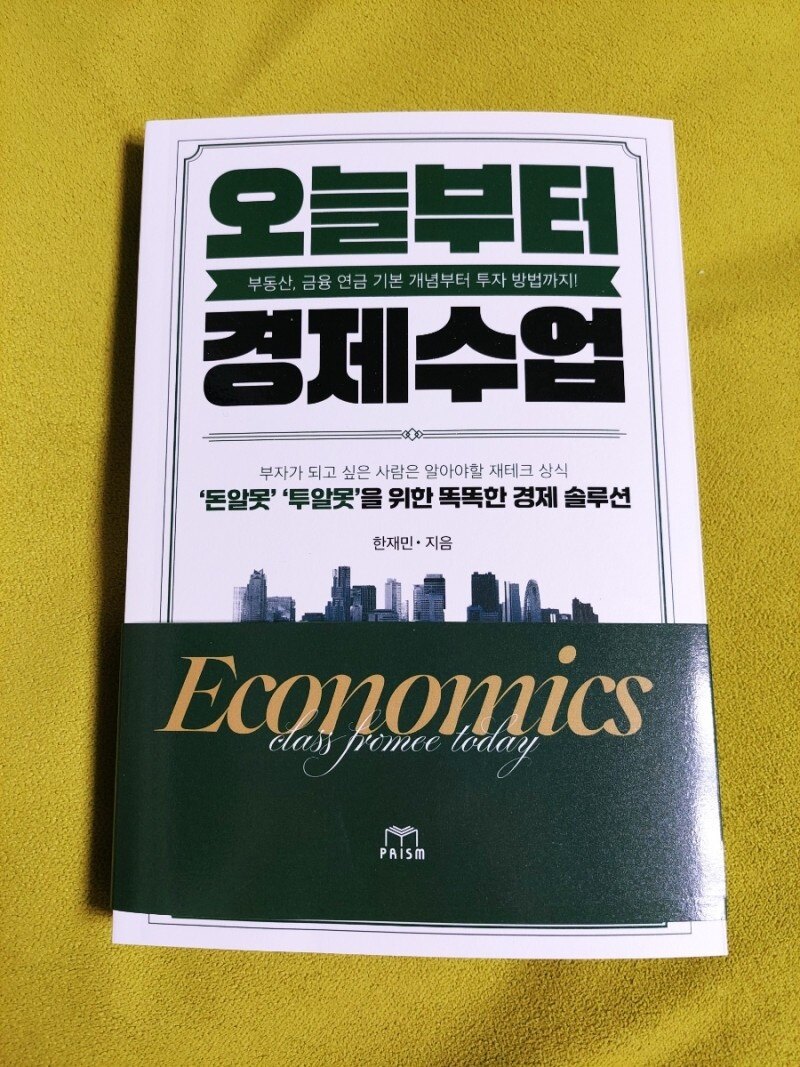 오늘부터
부동산, 금융 연금 기본 개념부터 투자 방법까지!
경제수업
부자가 되고 싶은 사람은 알아야할 재테크 상식
‘돈알못’ ‘투알못’을 위한 똑똑한 경제 솔루션
한재민 • 지음
Economics
class fromee today
PRISM